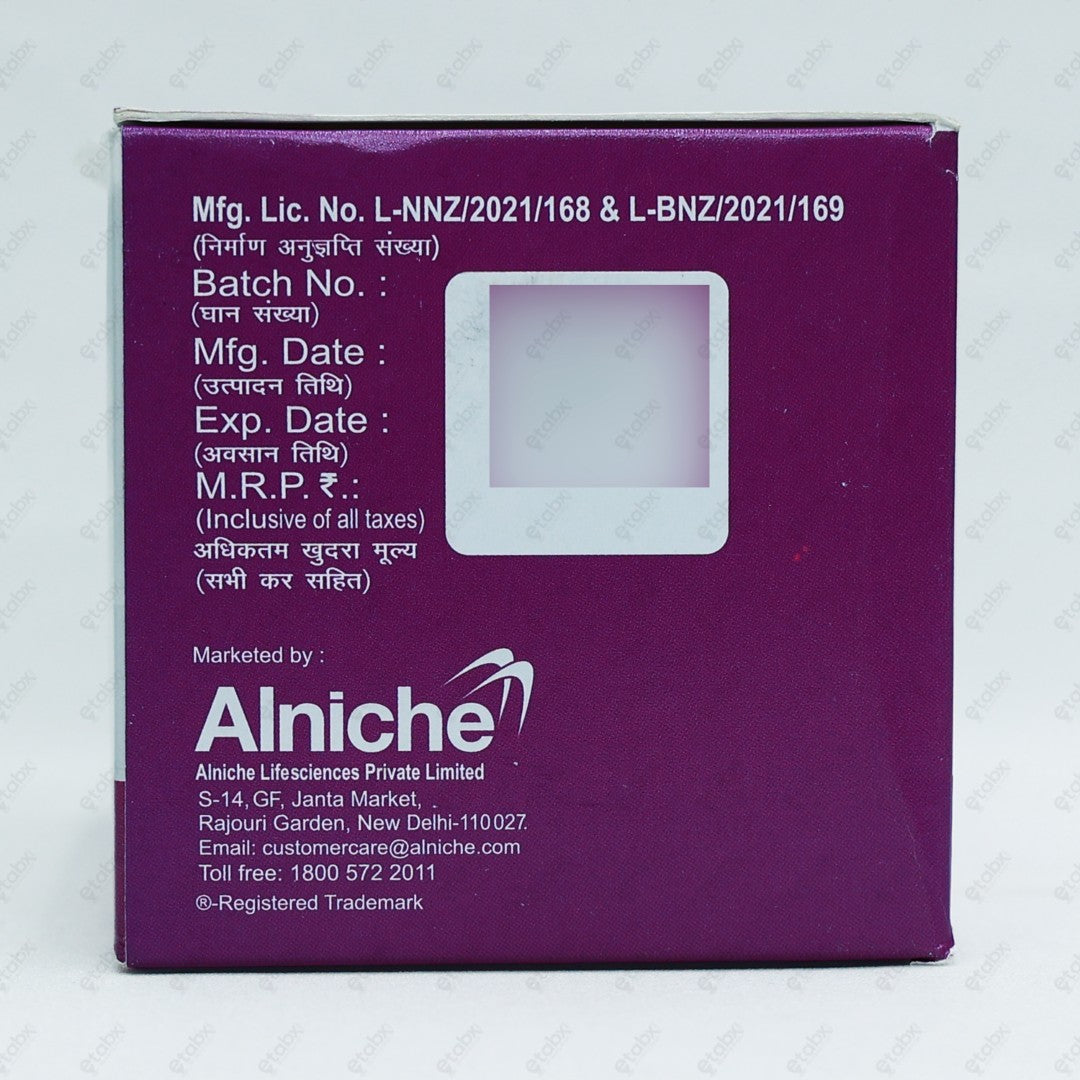 Mfg. Lic. No. L-NNZ/2021/168 & L-BNZ/2021/169
(निर्माण अनुज्ञप्ति संख्या)
Batch No. :
(घान संख्या)
Mfg. Date :
(उत्पादन तिथि)
Exp. Date :
(अवसान तिथि)
M.R.P. ₹.:
(Inclusive of all taxes)
अधिकतम खुदरा मूल्य
(सभी कर सहित)
Marketed by :
Alniche
Alniche Lifesciences Private Limited
S-14, GF, Janta Market,
Rajouri Garden, New Delhi-110027.
Email: customercare@alniche.com
Toll free: 1800 572 2011
®-Registered Trademark
etabx